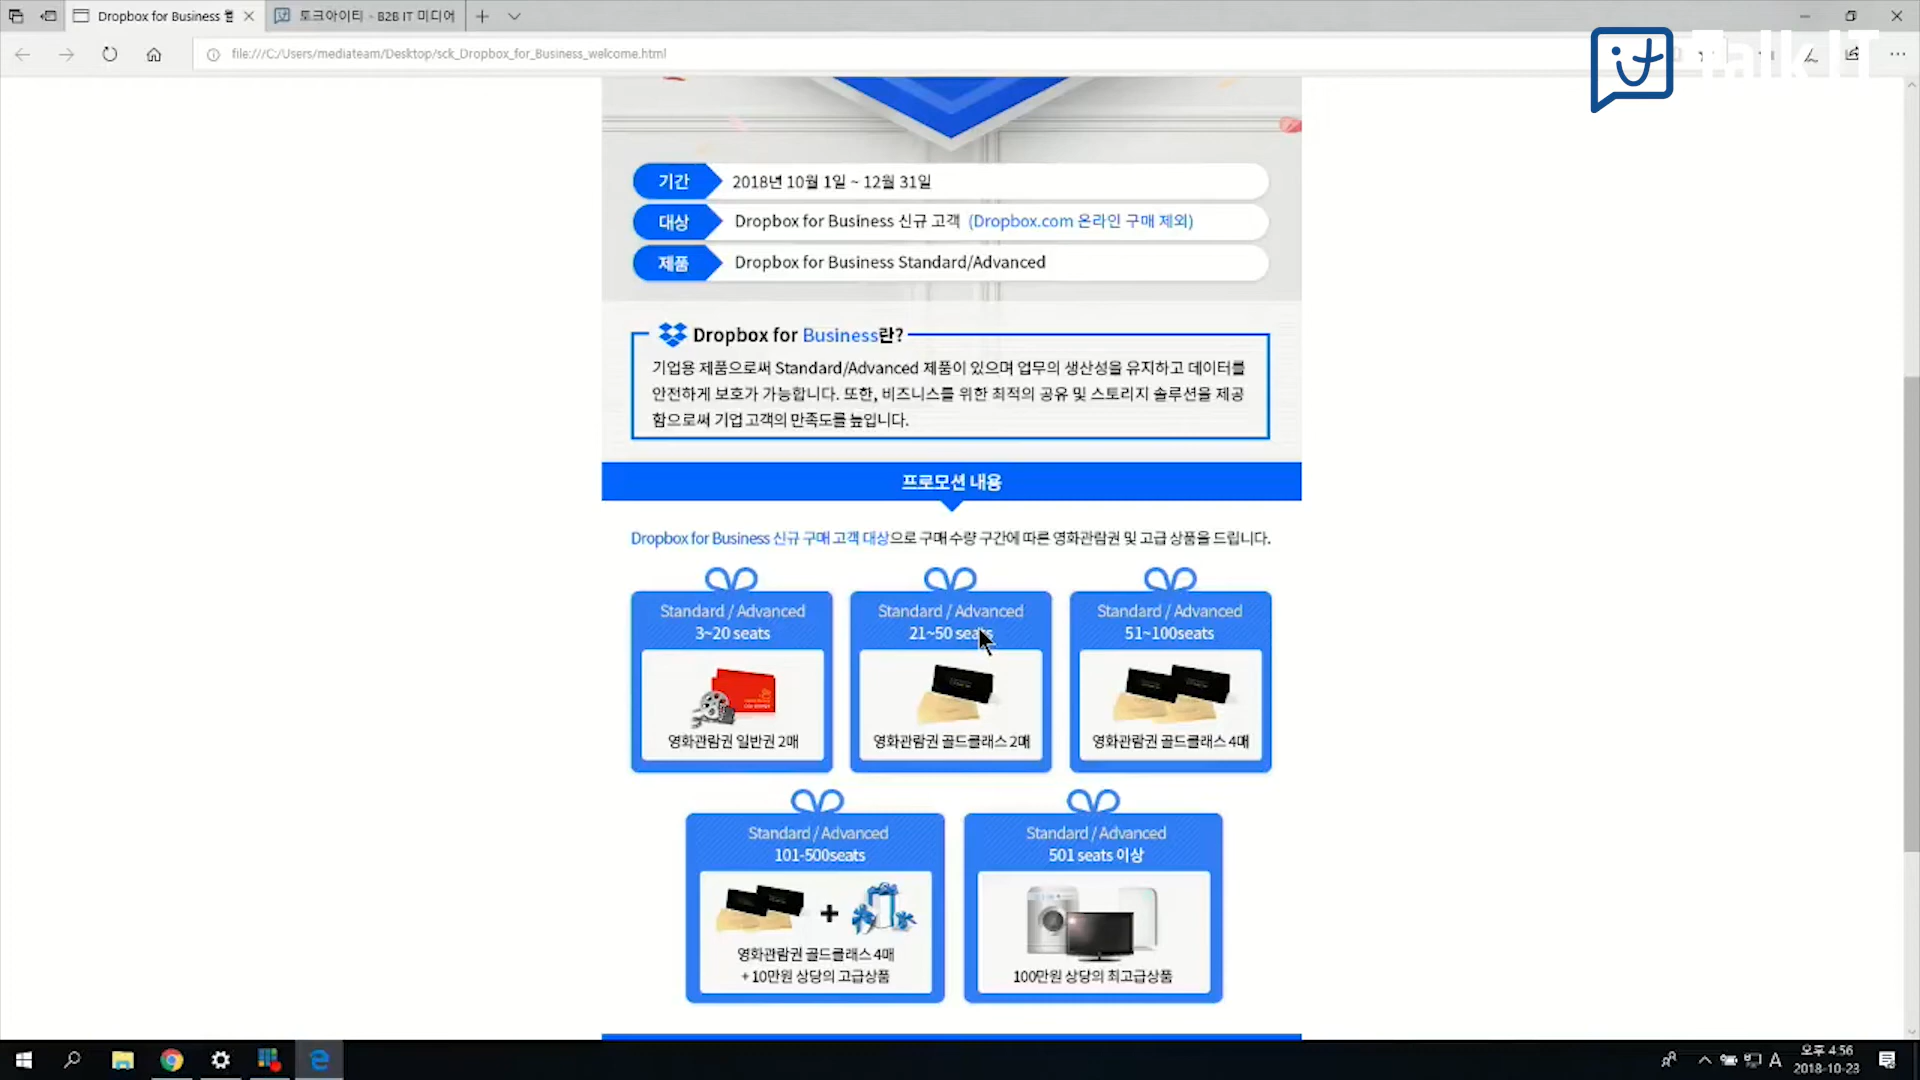 Dropbox for Business 웰
토크아이티 - B2B IT 미디어
file:///C:/Users/mediateam/Desktop/sck_Dropbox_for_Business_welcome.html
TalkIT
기간 2018년 10월 1일 ~ 12월 31일
대상 Dropbox for Business 신규 고객 (Dropbox.com 온라인 구매 제외)
제품 Dropbox for Business Standard/Advanced
Dropbox for Business란?
기업용 제품으로써 Standard/Advanced 제품이 있으며 업무의 생산성을 유지하고 데이터를
안전하게 보호가 가능합니다. 또한, 비즈니스를 위한 최적의 공유 및 스토리지 솔루션을 제공
함으로써 기업 고객의 만족도를 높입니다.
프로모션 내용
Dropbox for Business 신규 구매 고객 대상으로 구매 수량 구간에 따른 영화관람권 및 고급 상품을 드립니다.
Standard / Advanced
3~20 seats
영화관람권 일반권 2매
Standard / Advanced
21~50 seats
영화관람권 골드클래스 2매
Standard / Advanced
51~100seats
영화관람권 골드클래스 4매
Standard / Advanced
101-500seats
+
영화관람권 골드클래스 4매
+ 10만원 상당의 고급상품
Standard / Advanced
501 seats 이상
100만원 상당의 최고급상품
A
오후 4:56
2018-10-23